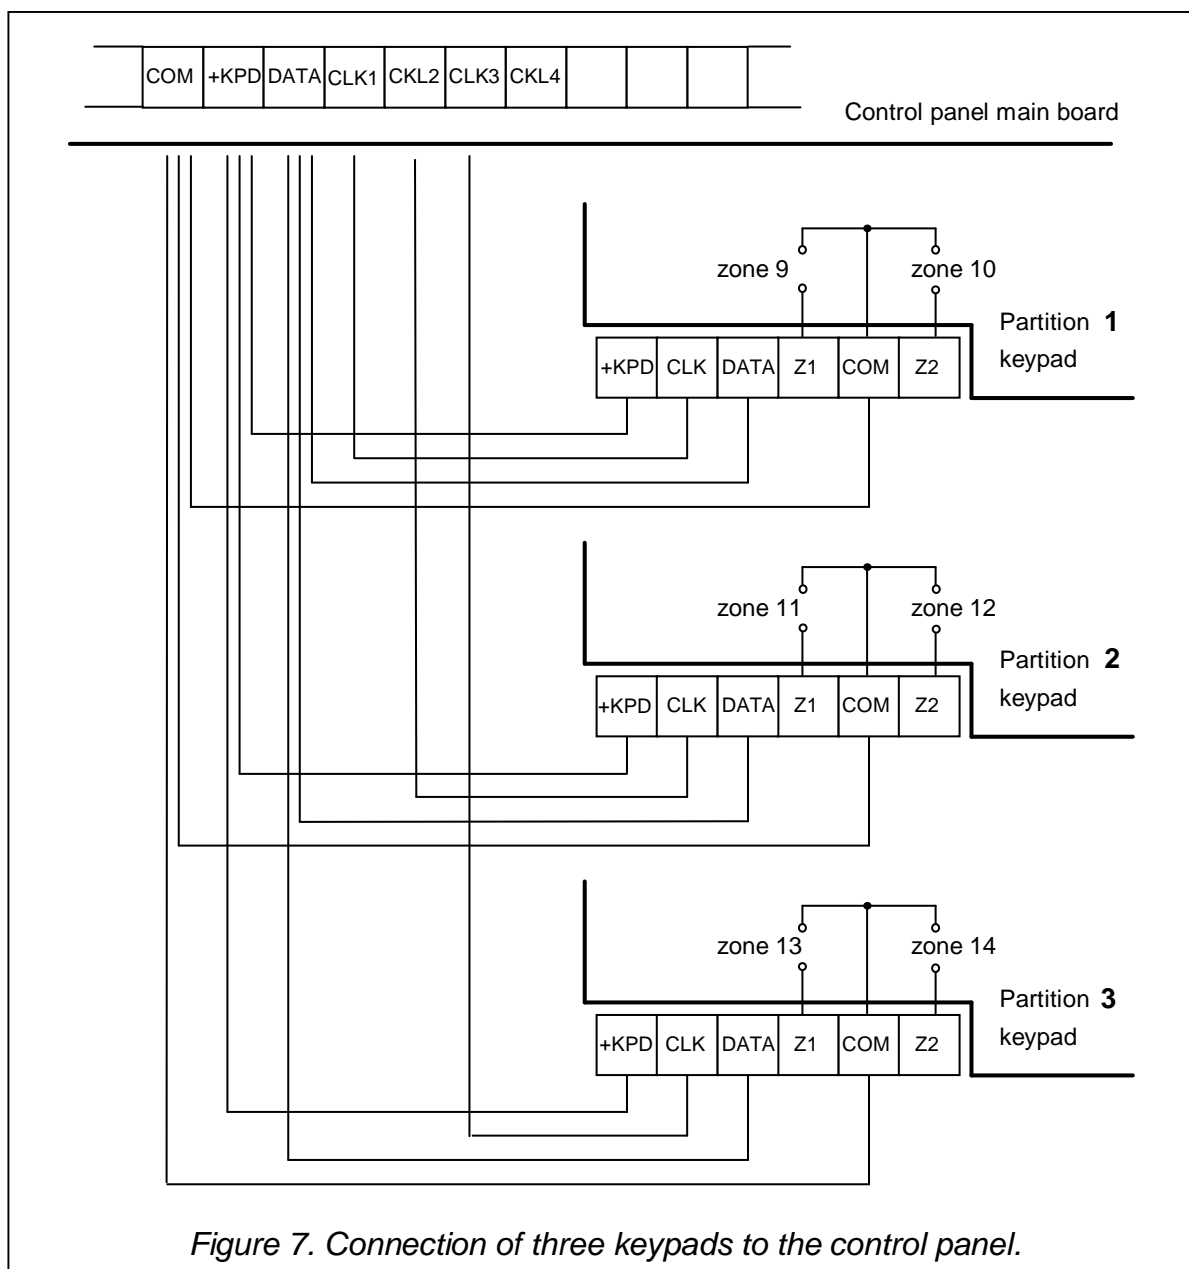 COM +KPD DATA CLK1 CKL2 CLK3 CKL4
Control panel main board
zone 9 zone 10
Partition 1
keypad
+KPD CLK DATA Z1 COM Z2
zone 11 zone 12
Partition 2
keypad
+KPD CLK DATA Z1 COM Z2
zone 13 zone 14
Partition 3
keypad
+KPD CLK DATA Z1 COM Z2
Figure 7. Connection of three keypads to the control panel.